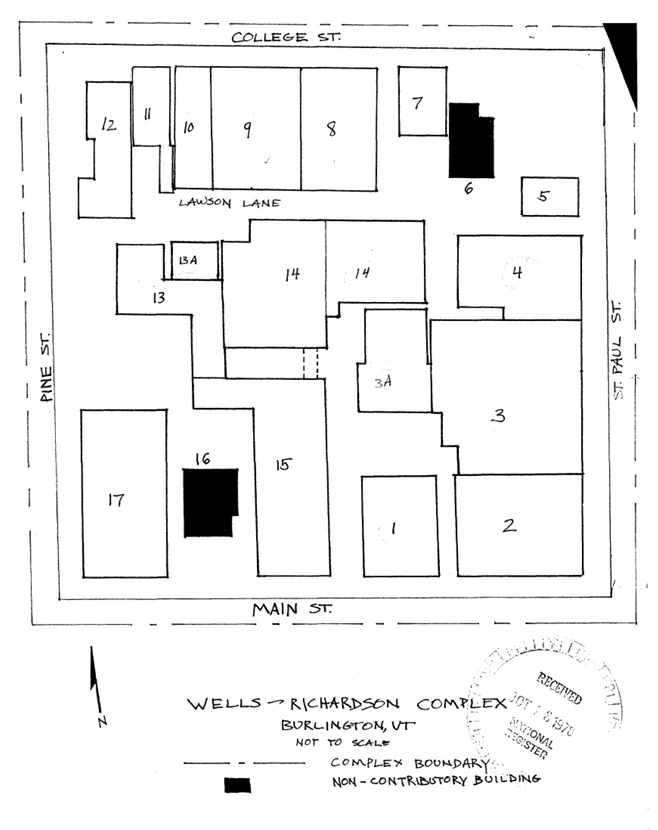 COLLEGE ST.
7
11
12
10
9
8
6
5
LAWSON LANE
13A
14
14
4
13
PINE ST.
ST. PAUL ST.
3A
3
16
15
17
1
2
MAIN ST.
N
WELLS - RICHARDSON COMPLEX
BURLINGTON, VT
NOT TO SCALE
COMPLEX BOUNDARY
NON-CONTRIBUTORY BUILDING
RECEIVED
OCT 1978
NATIONAL
REGISTER